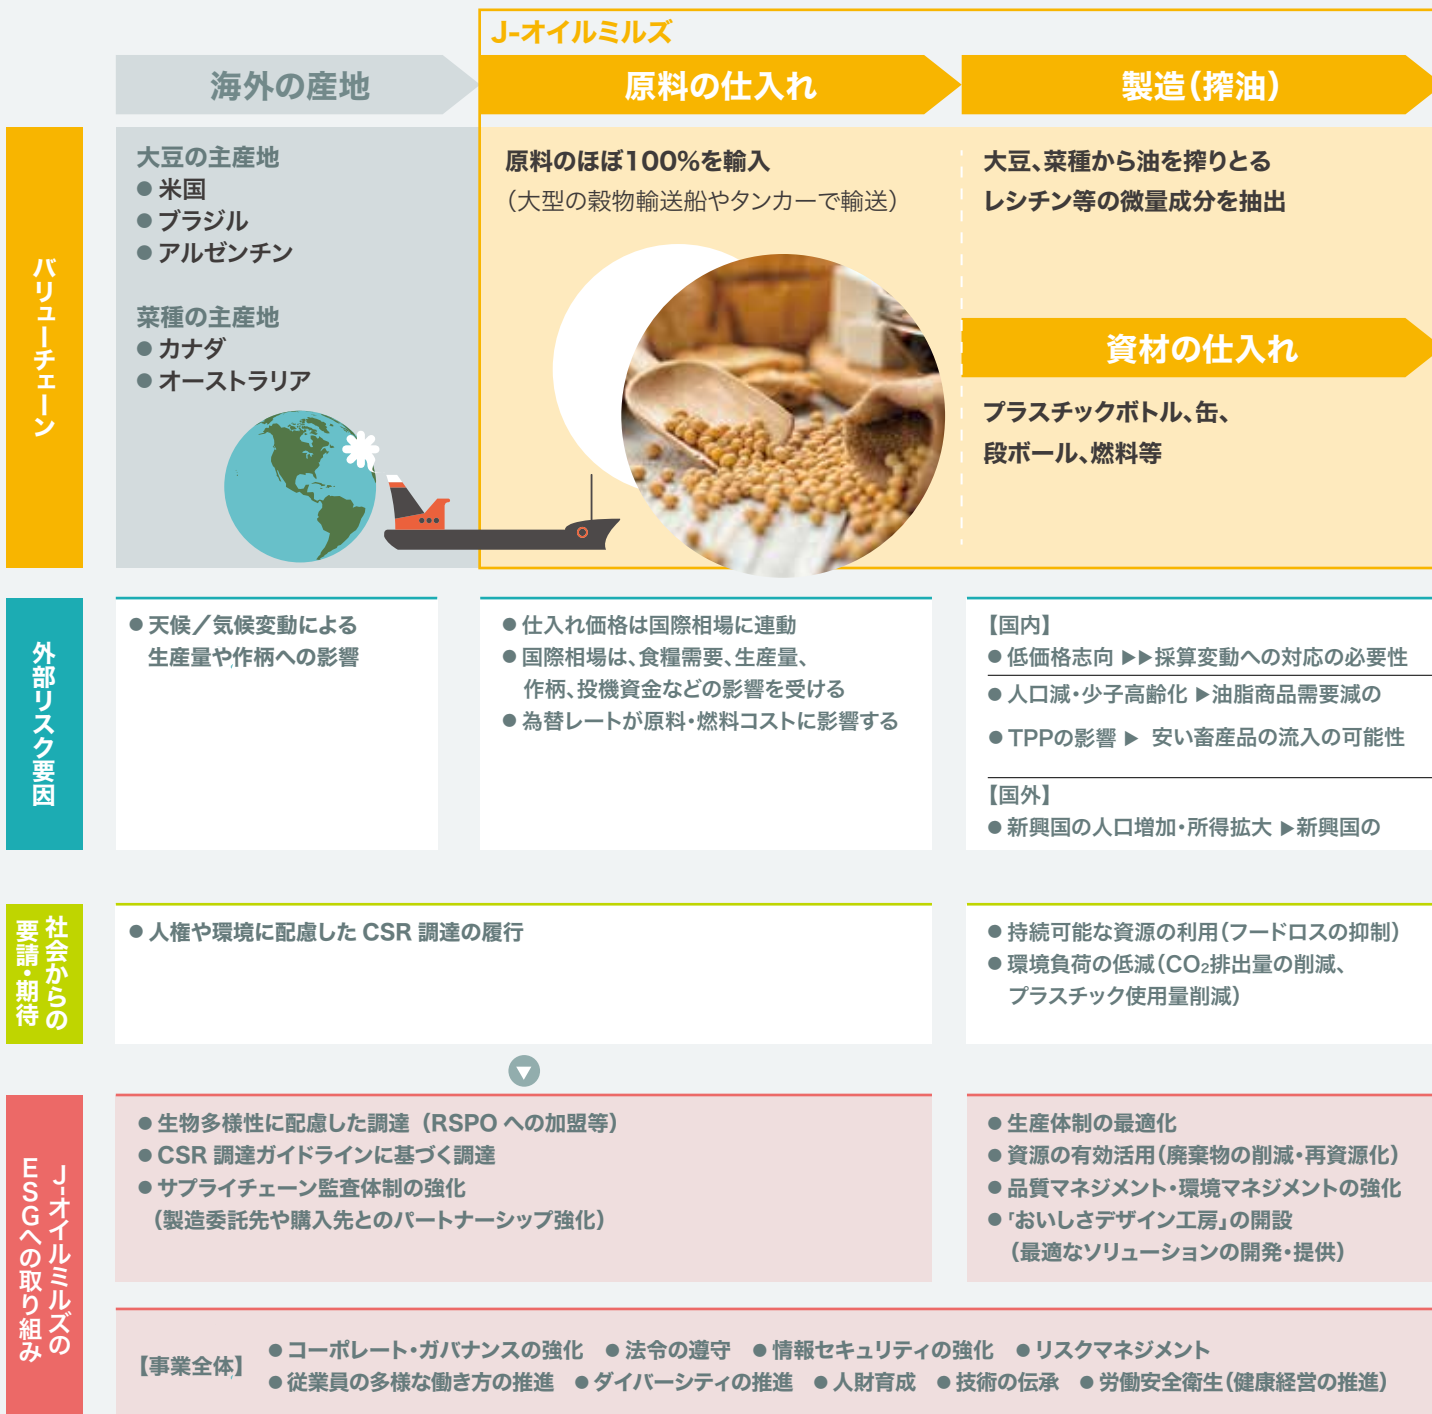 J-オイルミルズ
海外の産地
原料の仕入れ
製造（搾油）
バリューチェーン
大豆の主産地
● 米国
● ブラジル
● アルゼンチン
菜種の主産地
● カナダ
● オーストラリア
原料のほぼ100%を輸入
（大型の穀物輸送船やタンカーで輸送）
大豆、菜種から油を搾りとる
レシチン等の微量成分を抽出
資材の仕入れ
プラスチックボトル、缶、
段ボール、燃料等
外部リスク要因
● 天候／気候変動による
生産量や作柄への影響
● 仕入れ価格は国際相場に連動
● 国際相場は、食糧需要、生産量、
作柄、投機資金などの影響を受ける
● 為替レートが原料・燃料コストに影響する
【国内】
● 低価格志向 ▶▶採算変動への対応の必要性
● 人口減・少子高齢化 ▶油脂商品需要減の
● TPPの影響 ▶ 安い畜産品の流入の可能性
【国外】
● 新興国の人口増加・所得拡大 ▶新興国の
社会からの
要請・期待
● 人権や環境に配慮した CSR 調達の履行
● 持続可能な資源の利用（フードロスの抑制）
● 環境負荷の低減（CO₂排出量の削減、
プラスチック使用量削減）
J-オイルミルズの
ESGへの取り組み
● 生物多様性に配慮した調達（RSPO への加盟等）
● CSR 調達ガイドラインに基づく調達
● サプライチェーン監査体制の強化
（製造委託先や購入先とのパートナーシップ強化）
● 生産体制の最適化
● 資源の有効活用（廃棄物の削減・再資源化）
● 品質マネジメント・環境マネジメントの強化
● 「おいしさデザイン工房」の開設
（最適なソリューションの開発・提供）
【事業全体】
● コーポレート・ガバナンスの強化 ● 法令の遵守 ● 情報セキュリティの強化 ● リスクマネジメント
● 従業員の多様な働き方の推進 ● ダイバーシティの推進 ● 人財育成 ● 技術の伝承 ● 労働安全衛生（健康経営の推進）